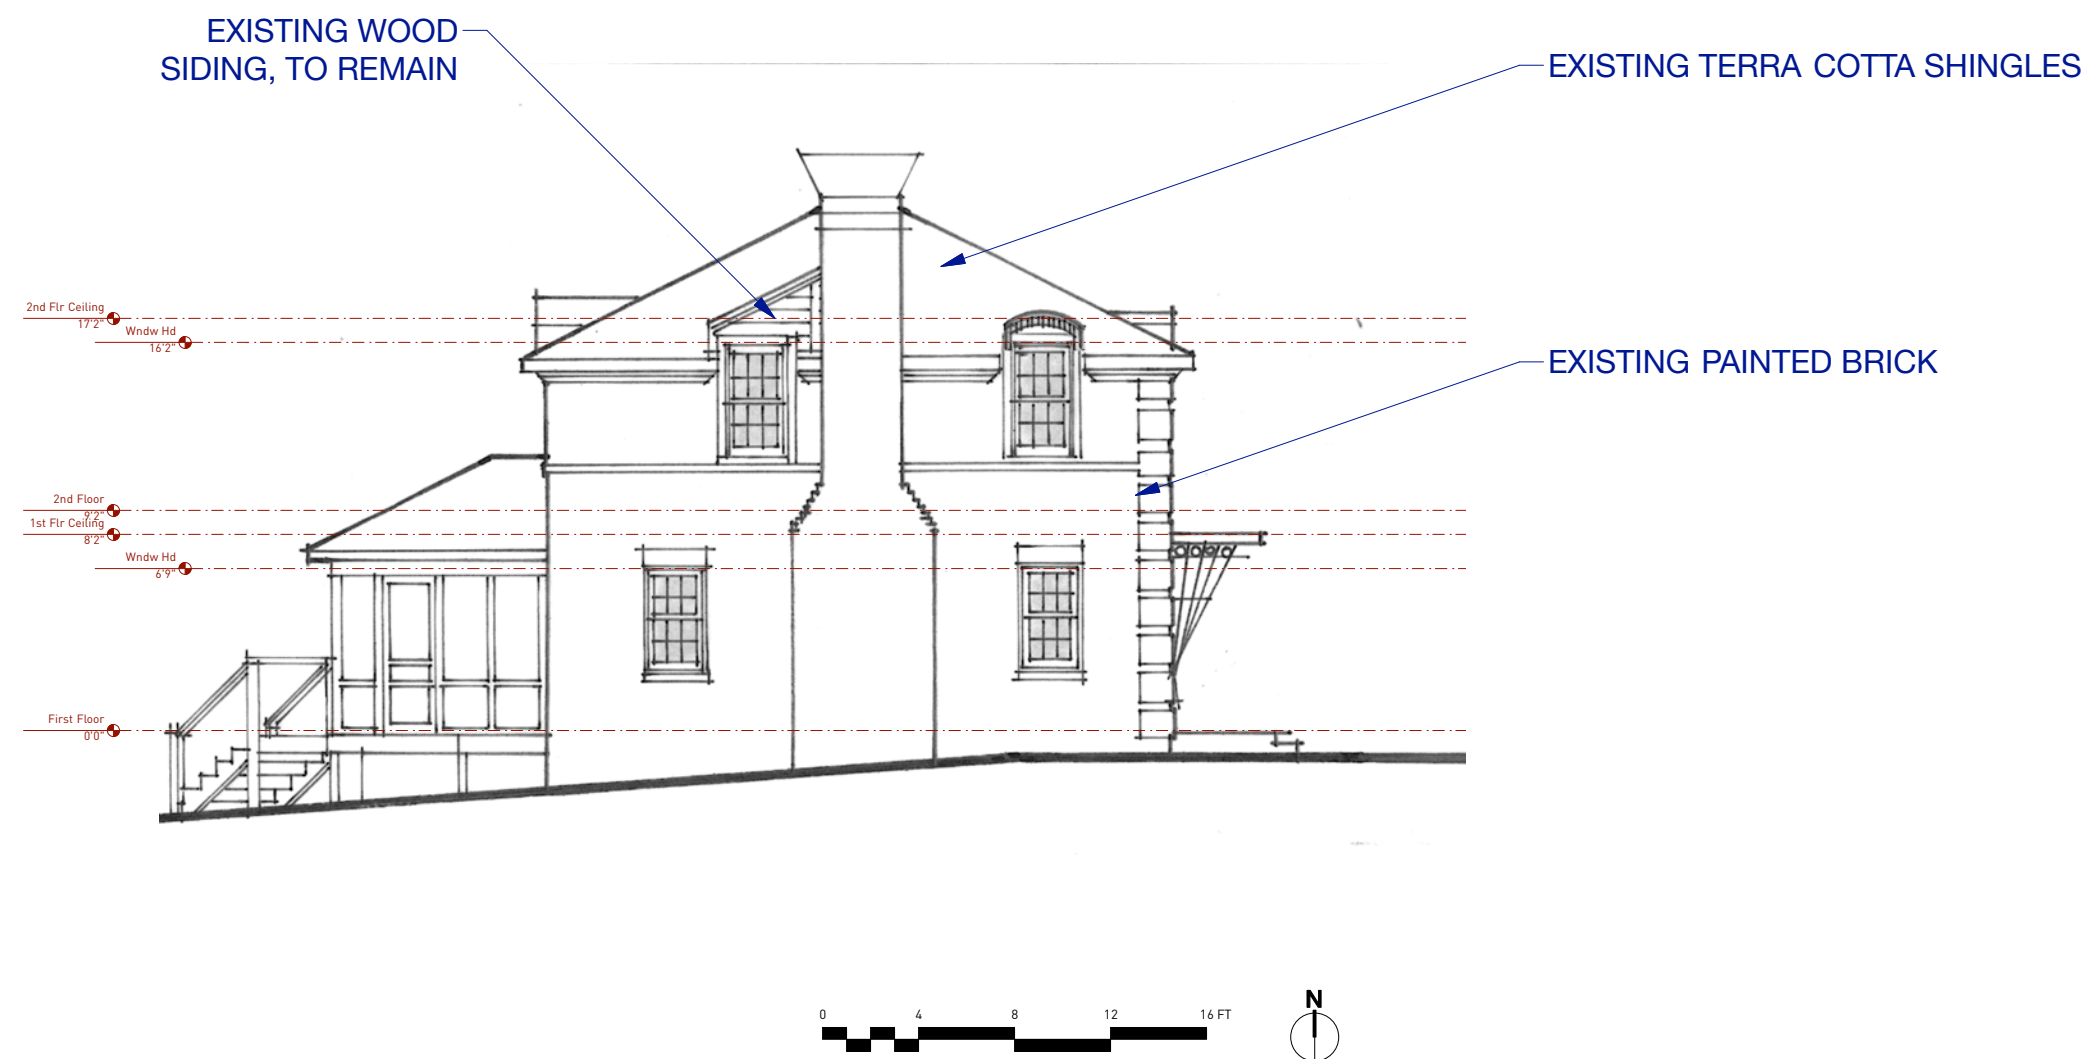 EXISTING WOOD
SIDING, TO REMAIN
EXISTING TERRA COTTA SHINGLES
2nd Flr Ceiling
17'2"
Wndw Hd
16'2"
EXISTING PAINTED BRICK
2nd Floor
9'2"
1st Flr Ceiling
8'2"
Wndw Hd
6'9"
First Floor
0'0"
N
0 4 8 12 16 FT